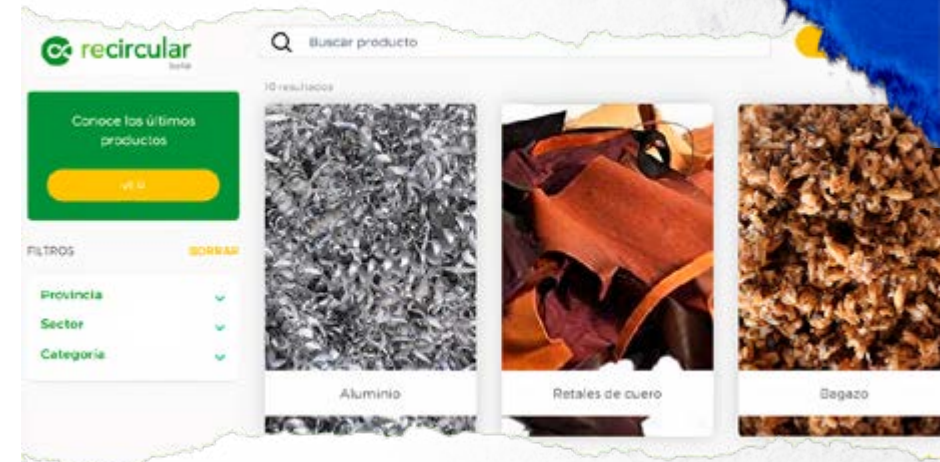 recircular
beta
Buscar producto
10 resultados
Conoce los últimos
productos
FILTROS
BORRAR
Provincia
Sector
Categoría
Aluminio
Retales de cuero
Bagazo